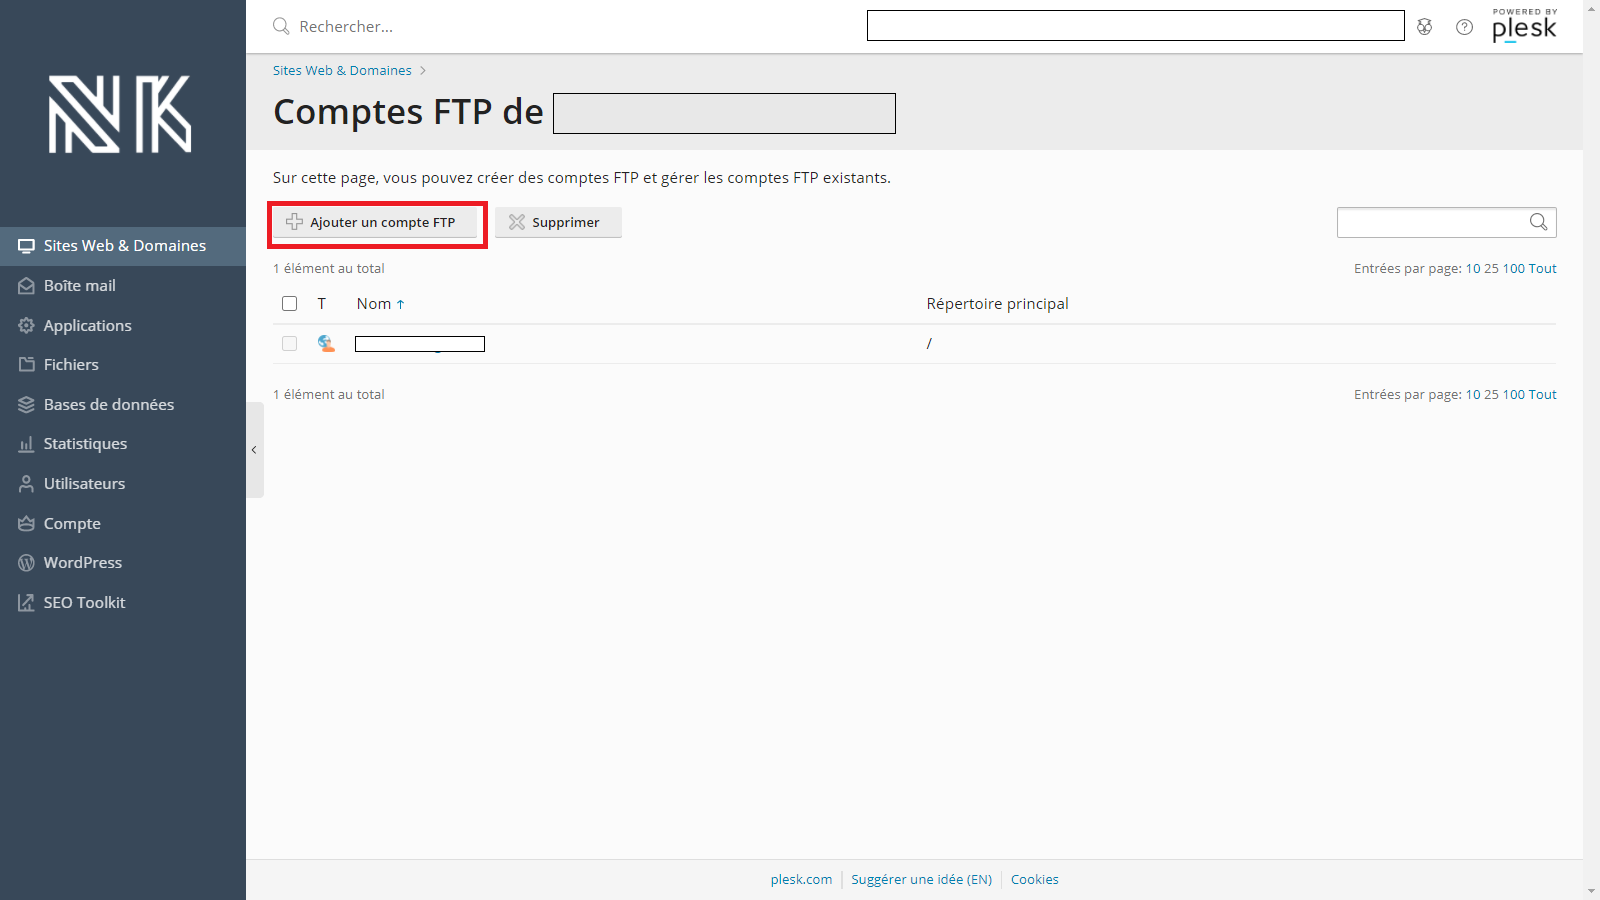 NK
Sites Web & Domaines
Boîte mail
Applications
Fichiers
Bases de données
Statistiques
Utilisateurs
Compte
WordPress
SEO Toolkit
Rechercher...
POWERED BY
plesk
Sites Web & Domaines >
Comptes FTP de
Sur cette page, vous pouvez créer des comptes FTP et gérer les comptes FTP existants.
Ajouter un compte FTP Supprimer
1 élément au total Entrées par page: 10 25 100 Tout
T Nom ↑ Répertoire principal
/
1 élément au total Entrées par page: 10 25 100 Tout
plesk.com Suggérer une idée (EN) Cookies